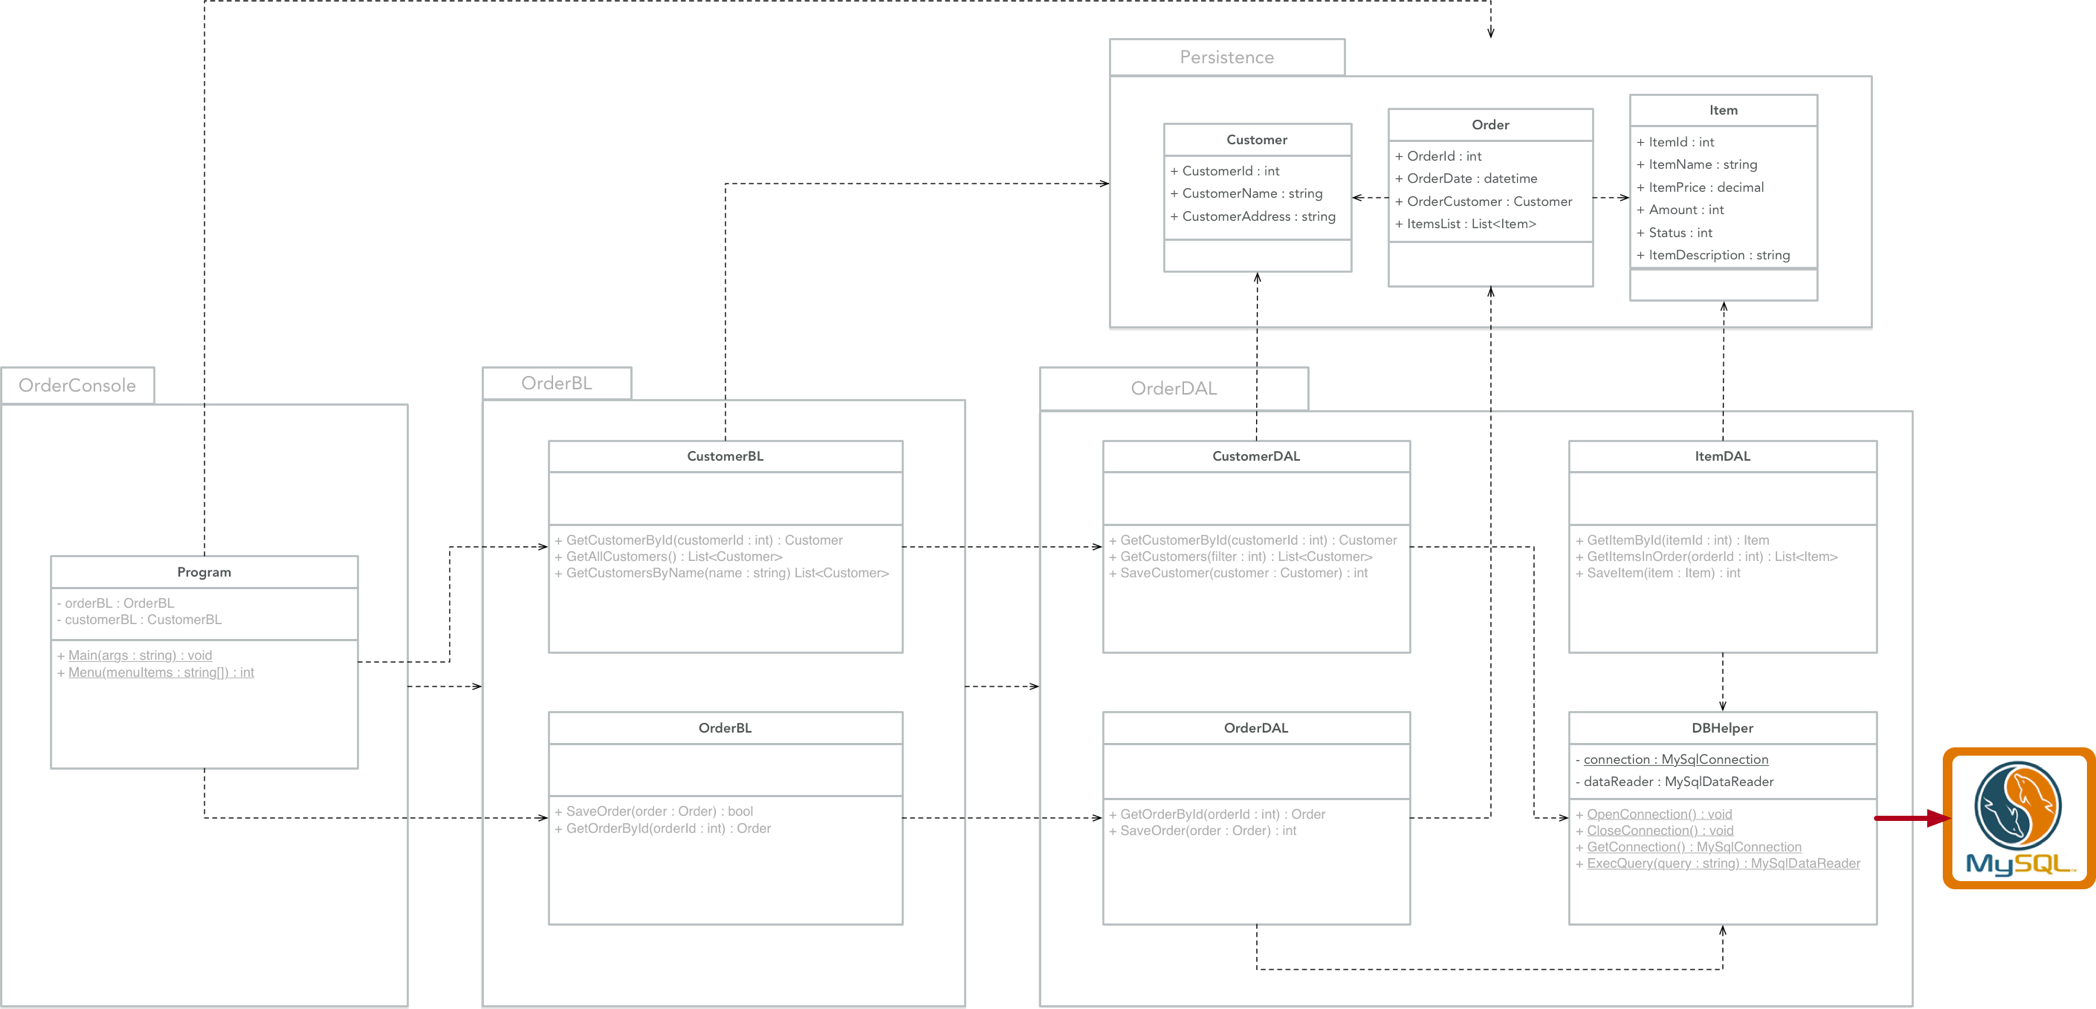 Persistence
Customer
+ CustomerId : int
+ CustomerName : string
+ CustomerAddress : string
Order
+ OrderId : int
+ OrderDate : datetime
+ OrderCustomer : Customer
+ ItemsList : List<Item>
Item
+ ItemId : int
+ ItemName : string
+ ItemPrice : decimal
+ Amount : int
+ Status : int
+ ItemDescription : string
OrderConsole
Program
- orderBL : OrderBL
- customerBL : CustomerBL
+ Main(args : string) : void
+ Menu(menuItems : string[]) : int
OrderBL
CustomerBL
+ GetCustomerById(customerId : int) : Customer
+ GetAllCustomers() : List<Customer>
+ GetCustomersByName(name : string) List<Customer>
OrderBL
+ SaveOrder(order : Order) : bool
+ GetOrderById(orderId : int) : Order
OrderDAL
CustomerDAL
+ GetCustomerById(customerId : int) : Customer
+ GetCustomers(filter : int) : List<Customer>
+ SaveCustomer(customer : Customer) : int
ItemDAL
+ GetItemById(itemId : int) : Item
+ GetItemsInOrder(orderId : int) : List<Item>
+ SaveItem(item : Item) : int
OrderDAL
+ GetOrderById(orderId : int) : Order
+ SaveOrder(order : Order) : int
DBHelper
- connection : MySqlConnection
- dataReader : MySqlDataReader
+ OpenConnection() : void
+ CloseConnection() : void
+ GetConnection() : MySqlConnection
+ ExecQuery(query : string) : MySqlDataReader
MySQL